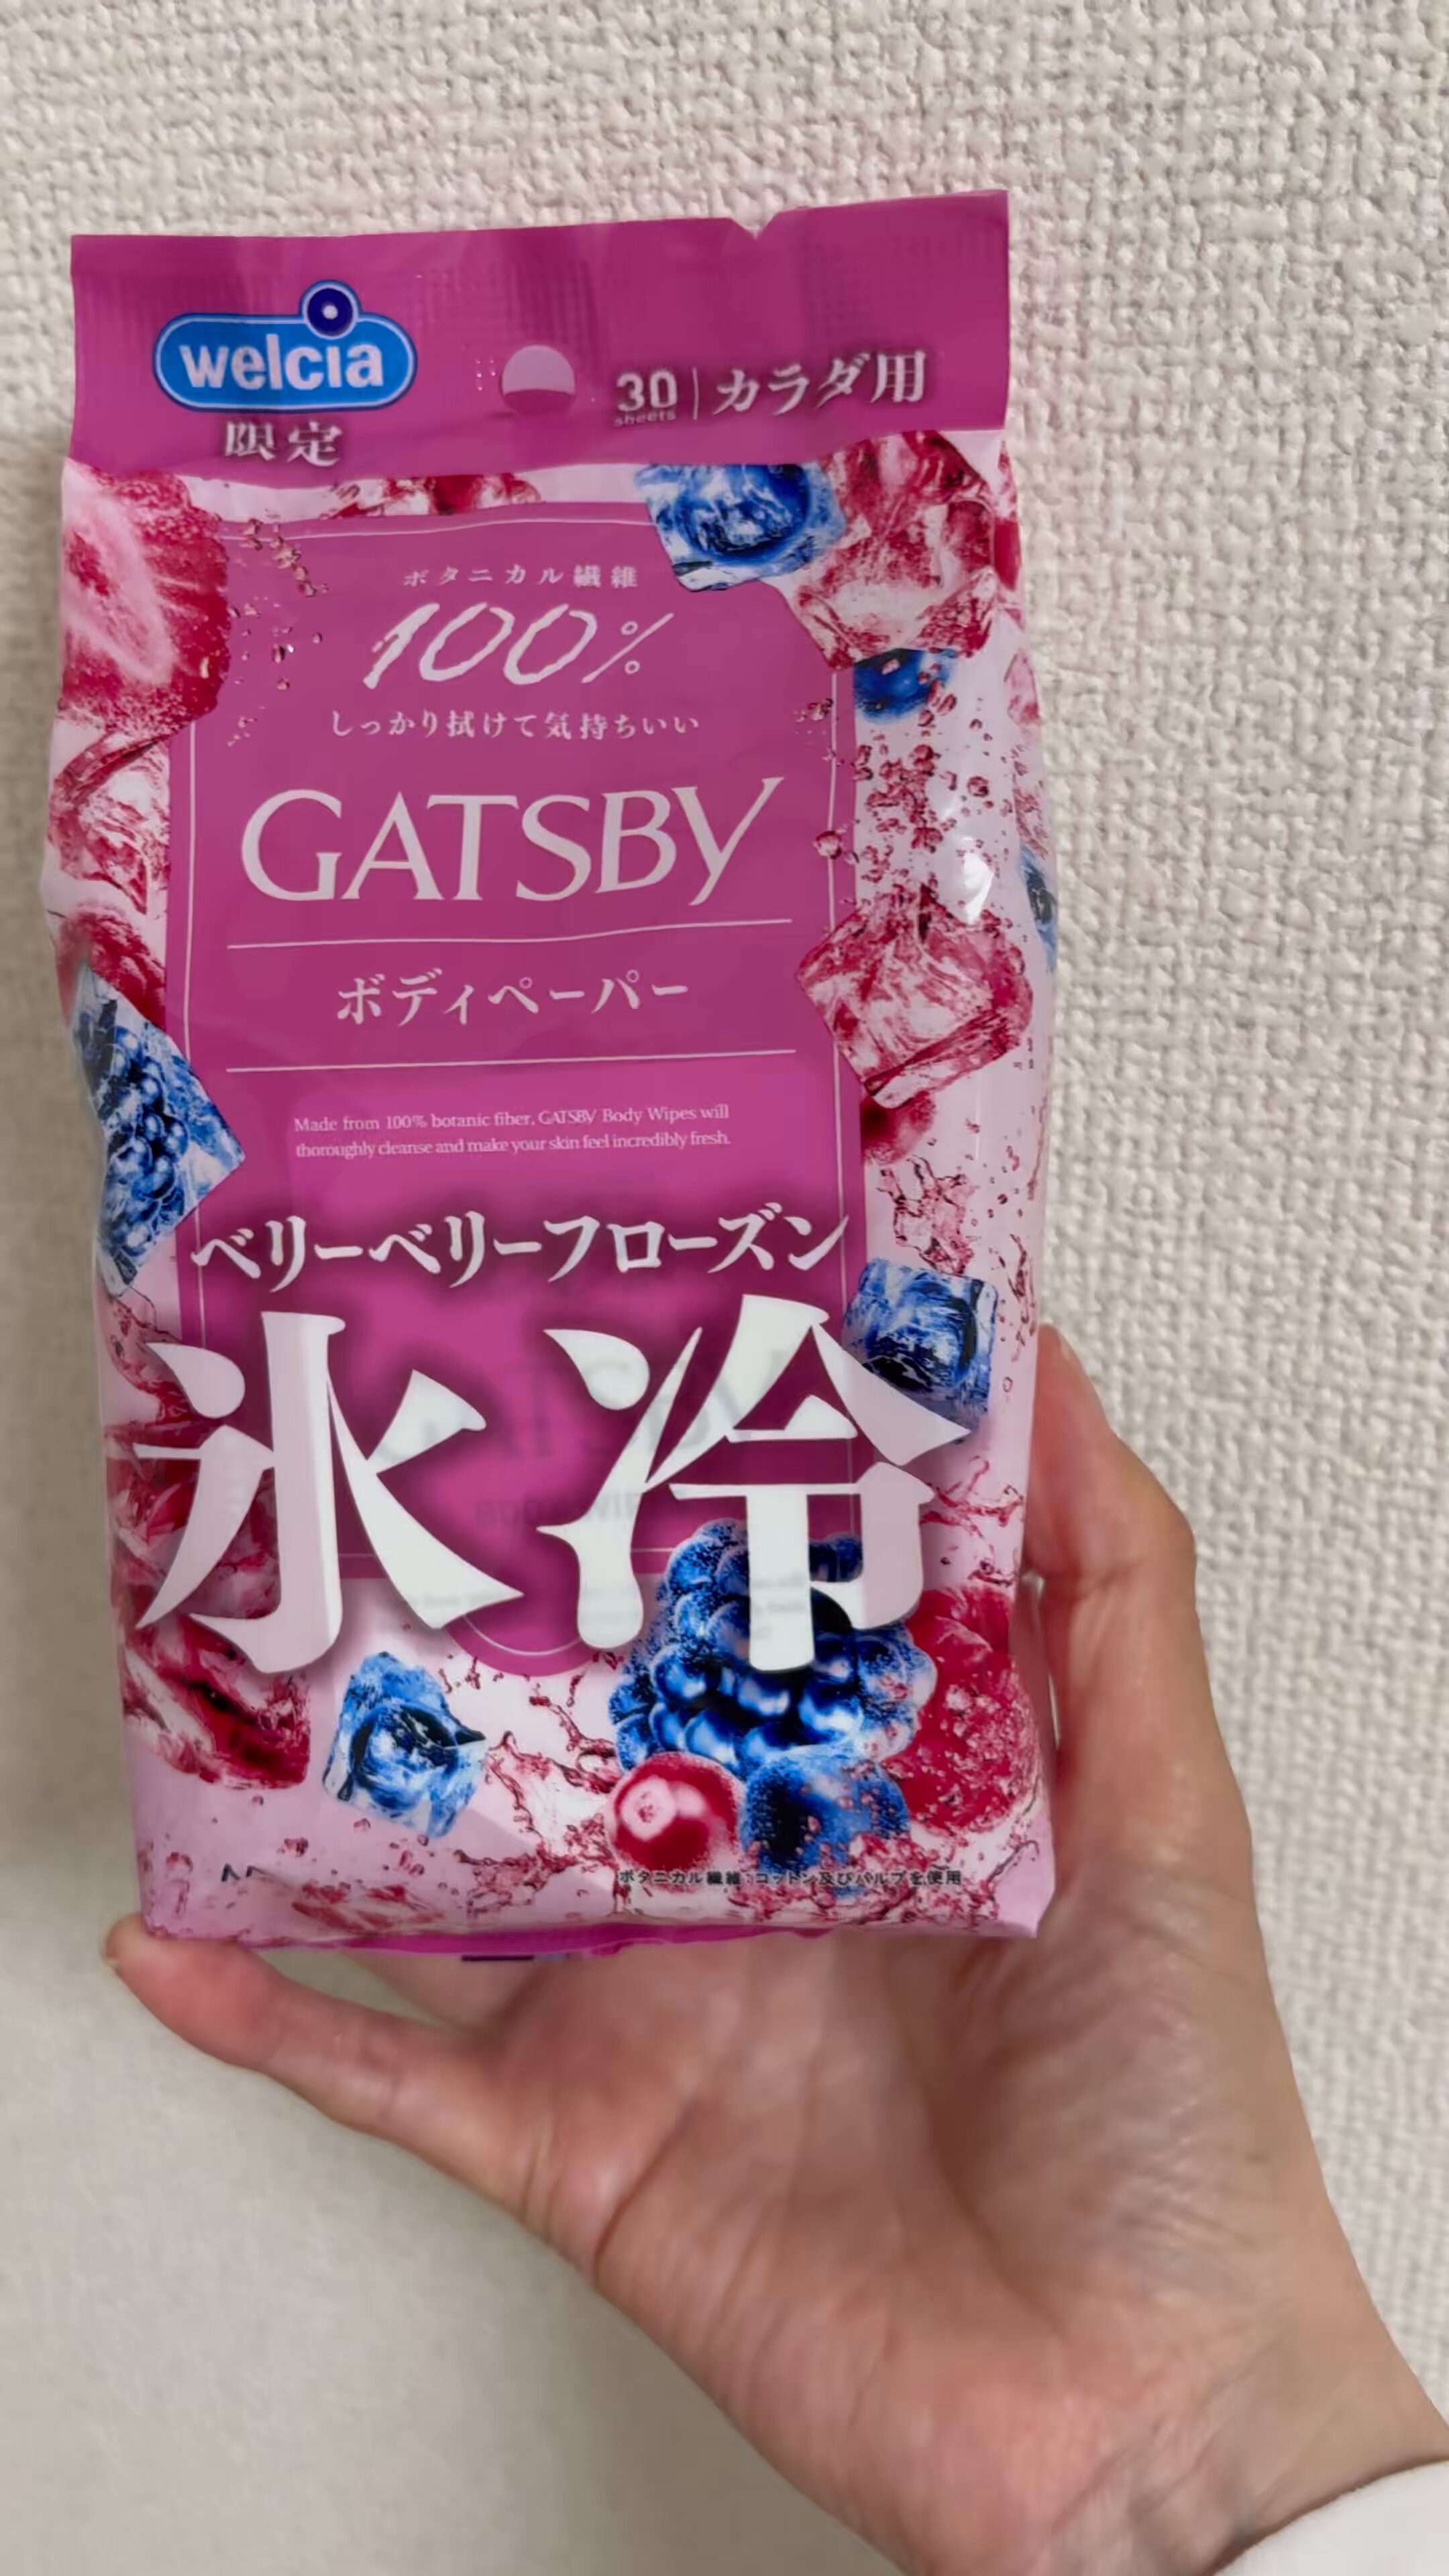 welcia
限定
30 sheets | カラダ用
ボタニカル繊維
100%
しっかり拭けて気持ちいい
GATSBY
ボディペーパー
Made from 100% botanic fiber, GATSBY Body Wipes will
thoroughly cleanse and make your skin feel incredibly fresh.
ベリーベリーフローズン
氷冷
ボタニカル繊維：コットン及びパルプを使用